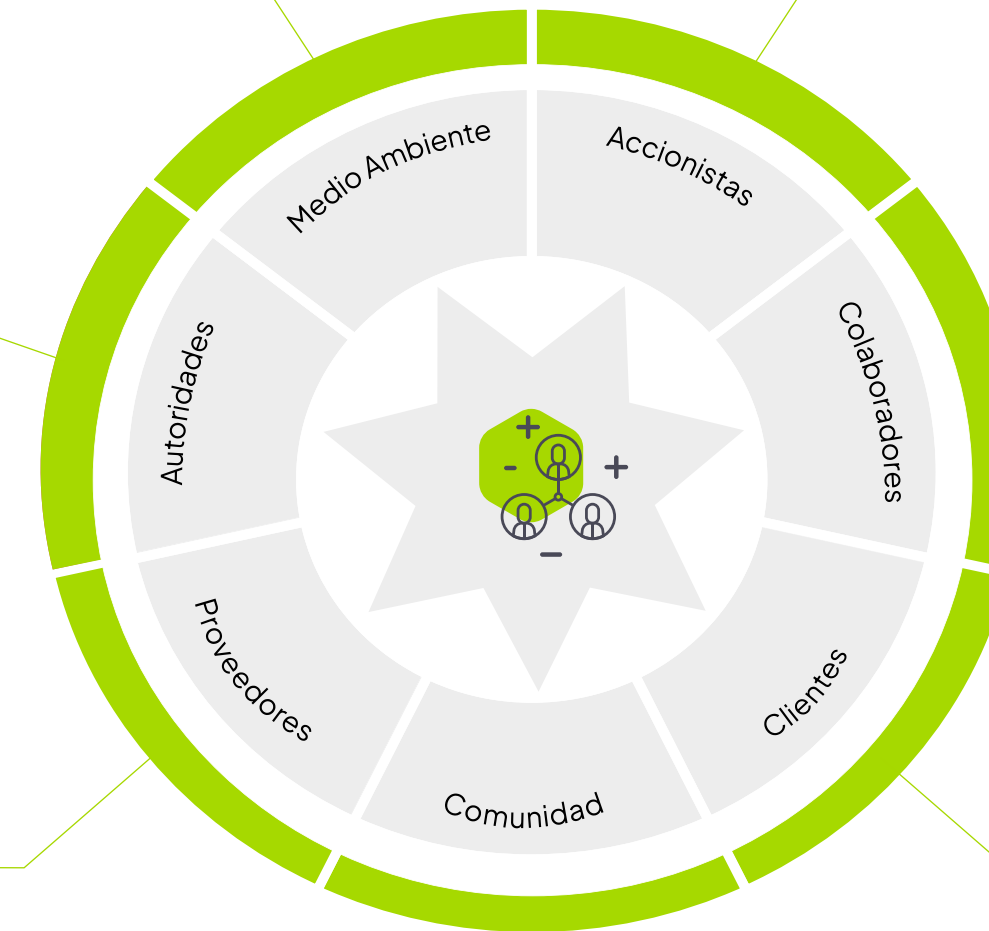 Medio Ambiente
Accionistas
Colaboradores
Clientes
Comunidad
Proveedores
Autoridades